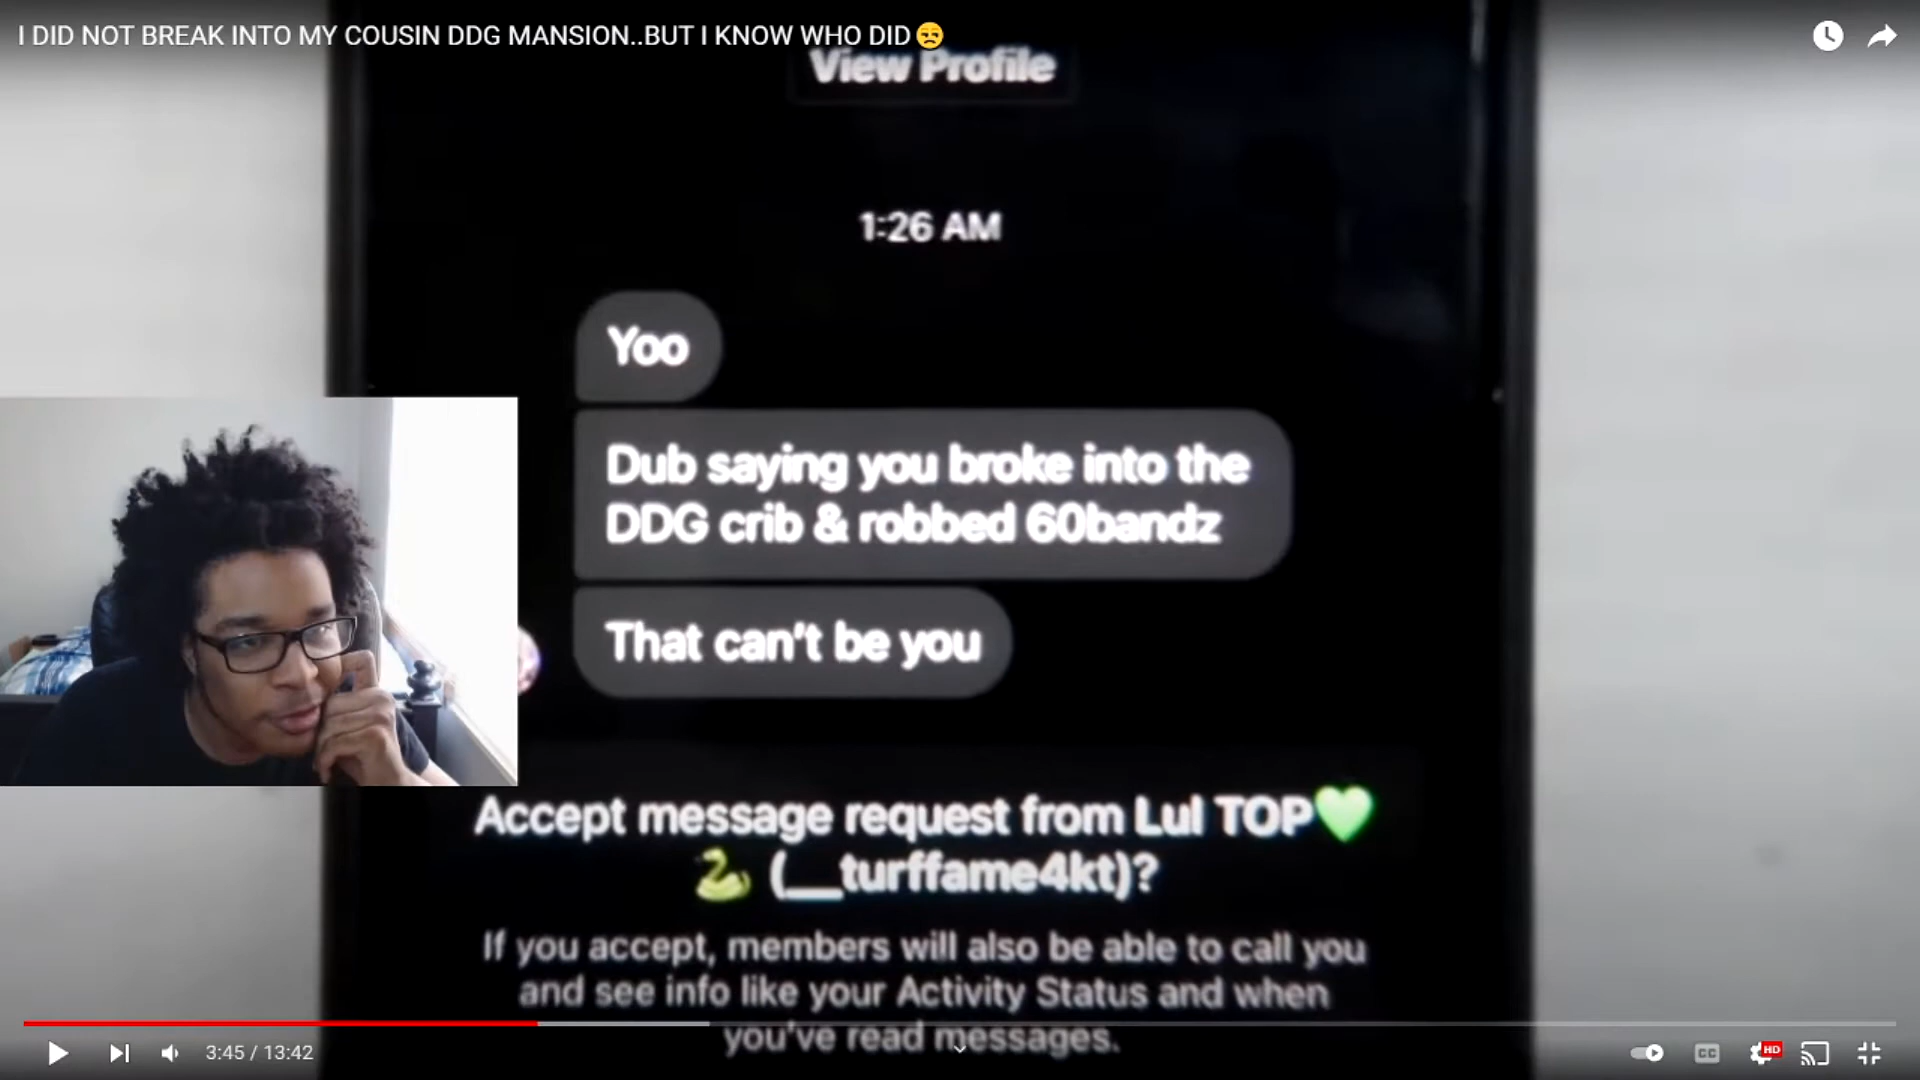 I DID NOT BREAK INTO MY COUSIN DDG MANSION..BUT I KNOW WHO DID😒
View Profile
1:26 AM
Yoo
Dub saying you broke into the
DDG crib & robbed 60bandz
That can't be you
Accept message request from Lul TOP💚
🐍 (__turffame4kt)?
If you accept, members will also be able to call you
and see info like your Activity Status and when
you've read messages.
3:45 / 13:42
CC
HD